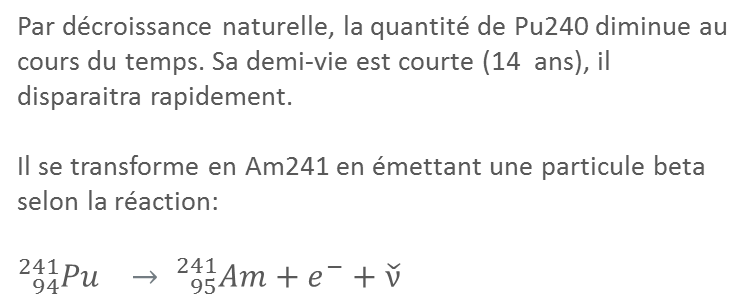 Par décroissance naturelle, la quantité de Pu240 diminue au
cours du temps. Sa demi-vie est courte (14 ans), il
disparaitra rapidement.
Il se transforme en Am241 en émettant une particule beta
selon la réaction:
²⁴¹₉₄Pu → ²⁴¹₉₅Am + e⁻ + ν̌